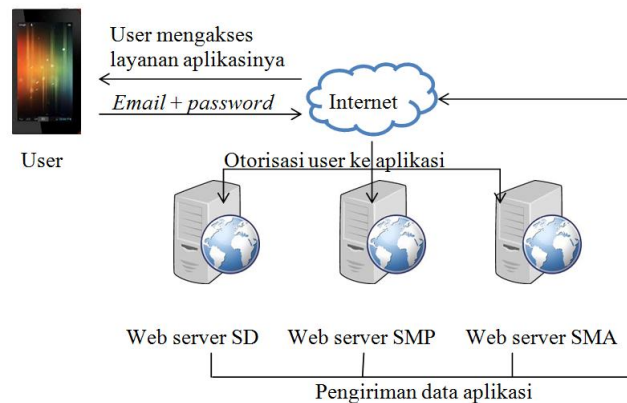 User mengakses
layanan aplikasinya
Email + password
Internet
User
Otorisasi user ke aplikasi
Web server SD
Web server SMP
Web server SMA
Pengiriman data aplikasi